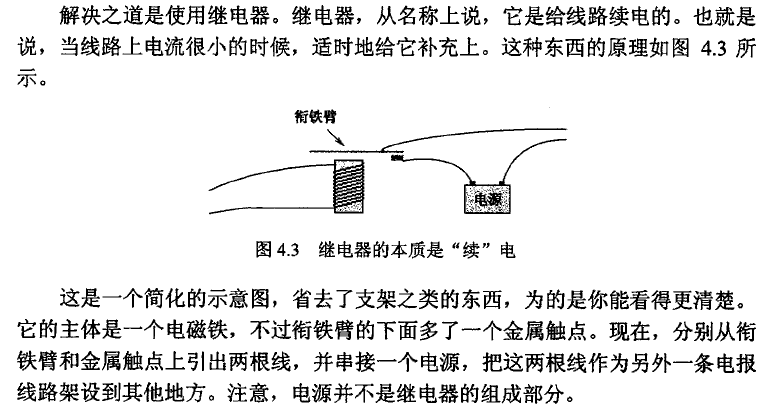 解决之道是使用继电器。继电器，从名称上说，它是给线路续电的。也就是
说，当线路上电流很小的时候，适时地给它补充上。这种东西的原理如图 4.3 所
示。
衔铁臂
电源
图 4.3 继电器的本质是“续”电
这是一个简化的示意图，省去了支架之类的东西，为的是你能看得更清楚。
它的主体是一个电磁铁，不过衔铁臂的下面多了一个金属触点。现在，分别从衔
铁臂和金属触点上引出两根线，并串接一个电源，把这两根线作为另外一条电报
线路架设到其他地方。注意，电源并不是继电器的组成部分。